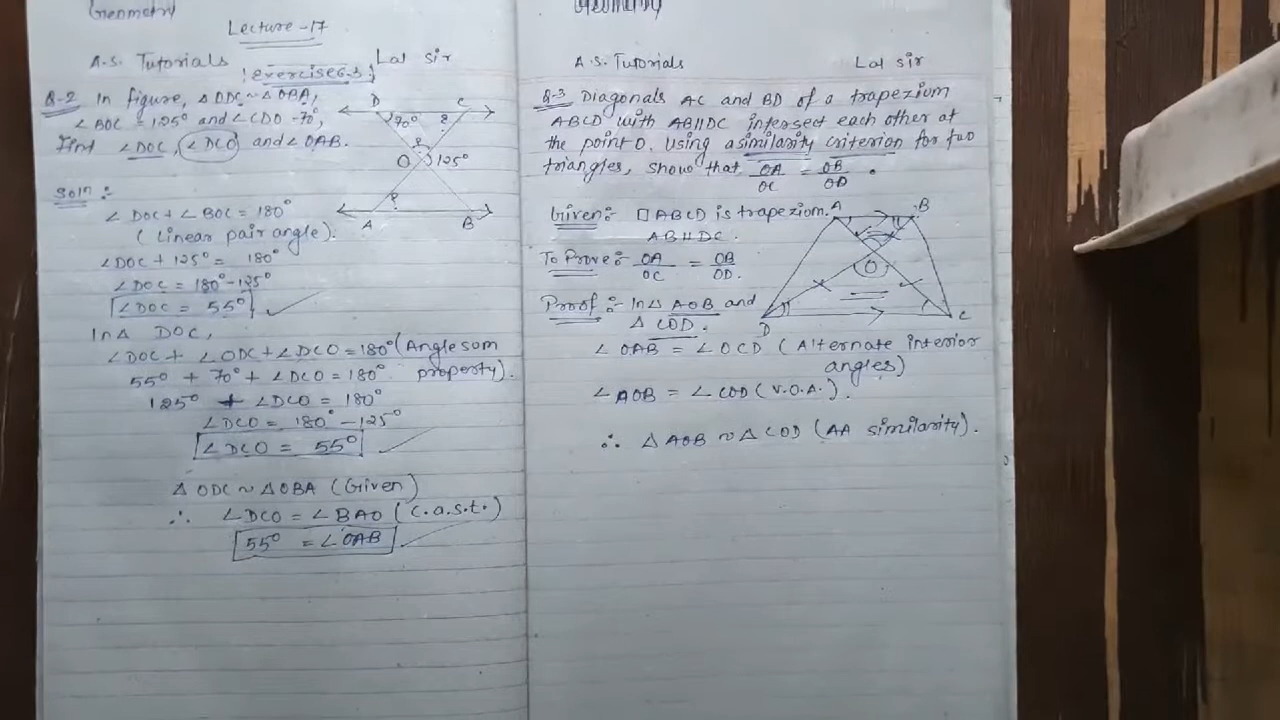 Geometry
Lecture -17
A.S. Tutorials Lal sir
exercise 6.3
Q-2 In figure, △ODC ~ △OBA,
∠BOC = 125° and ∠CDO -70°,
Find ∠DOC, ∠DCO and ∠OAB.
D C
70° ?
?
O 125°
?
A B
Soln:
∠DOC + ∠BOC = 180°
(Linear pair angle).
∠DOC + 125° = 180°
∠DOC = 180° -125°
∠DOC = 55°
In △ DOC,
∠DOC + ∠ODC + ∠DCO = 180° (Angle som
55° + 70° + ∠DCO = 180° property).
125° + ∠DCO = 180°
∠DCO = 180° -125°
∠DCO = 55°
△ODC ~ △OBA (Given)
∴ ∠DCO = ∠BAO (c.a.s.t.)
55° = ∠OAB
Geometry
A.S. Tutorials Lal sir
Q-3 Diagonals AC and BD of a trapeziom
ABCD with AB∥DC intersect each other at
the point O. Using a similarity criterion for two
triangles, show that OA/OC = OB/OD.
Given:- □ABCD is trapeziom.
AB∥DC.
To Prove:- OA/OC = OB/OD.
A B
O
D C
Proof:- In △ AOB and
△ COD.
∠OAB = ∠OCD (Alternate interior
angles)
∠AOB = ∠COD (V.O.A.).
∴ △AOB ~ △COD (AA similarity).